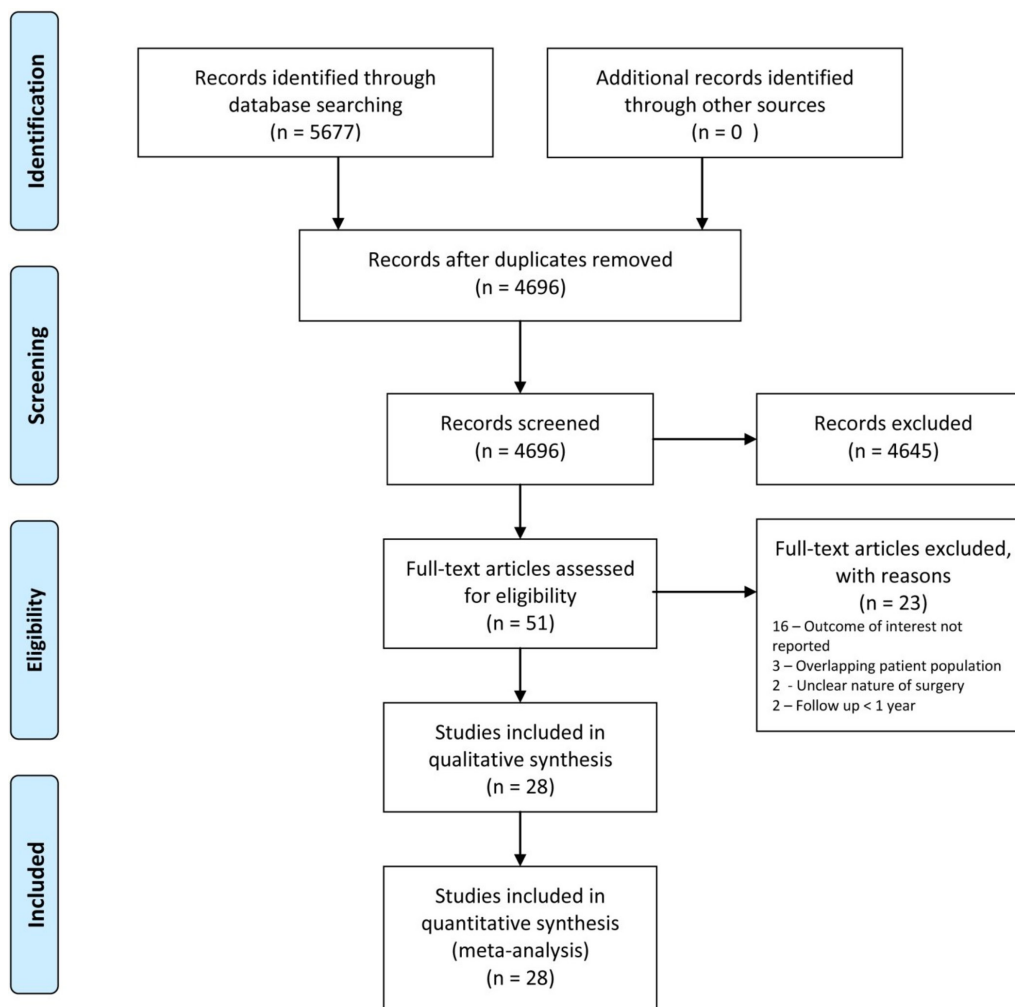 Identification
Records identified through
database searching
(n = 5677)
Additional records identified
through other sources
(n = 0  )
Records after duplicates removed
(n = 4696)
Screening
Records screened
(n = 4696)
Records excluded
(n = 4645)
Eligibility
Full-text articles assessed
for eligibility
(n = 51)
Full-text articles excluded,
with reasons
(n = 23)
16 – Outcome of interest not
reported
3 – Overlapping patient population
2  - Unclear nature of surgery
2 – Follow up < 1 year
Studies included in
qualitative synthesis
(n = 28)
Included
Studies included in
quantitative synthesis
(meta-analysis)
(n = 28)